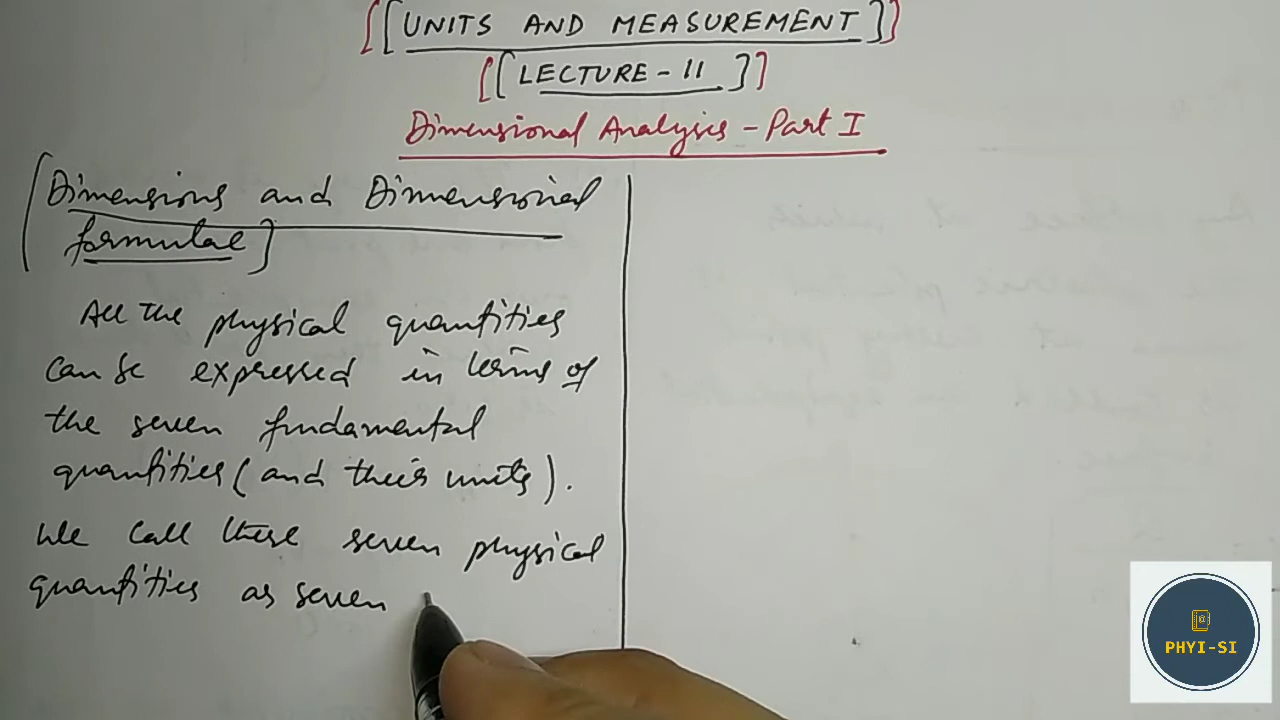 [[UNITS AND MEASUREMENT]]
[[LECTURE-11]]
Dimensional Analysis - Part I
[Dimensions and Dimensional
formulae]
All the physical quantities
can be expressed in terms of
the seven fundamental
quantities (and their units).
We call these seven physical
quantities as seven
PHYI-SI